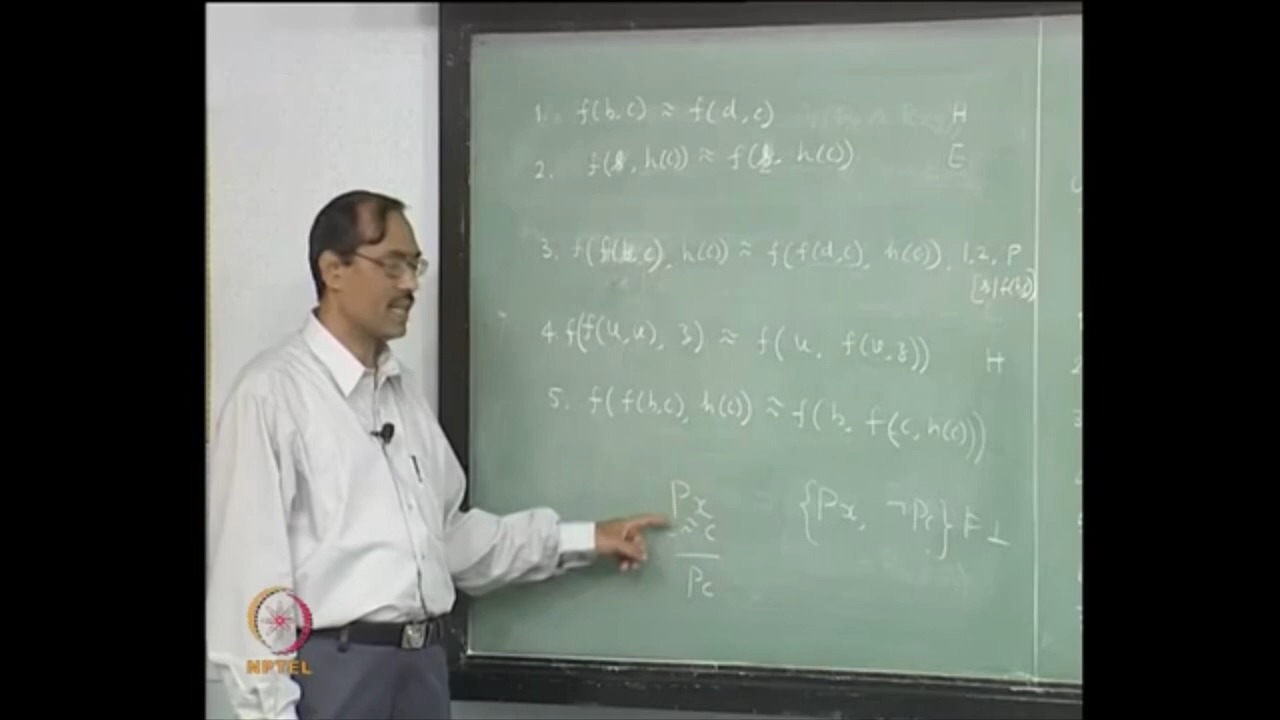 1. f(b,c) ≈ f(d,c) H
2. f(z, h(c)) ≈ f(z, h(c)) E
3. f(f(b,c), h(c)) ≈ f(f(d,c), h(c)). 1,2, P
[z/f(b,c)]
4. f(f(u,u), z) ≈ f(u, f(u,z)) H
5. f(f(b,c), h(c)) ≈ f(b, f(c, h(c)))
Px {Px, ¬Pc} ⊨ ⊥
Pc
NPTEL